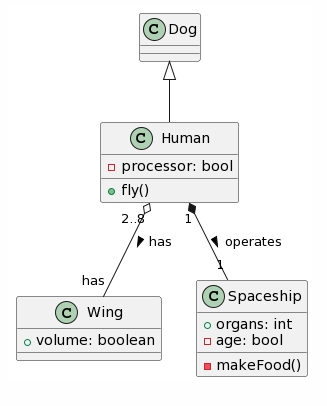 C Dog
C Human
processor: bool
fly()
2..8
1
has
operates
has
1
C Wing
volume: boolean
C Spaceship
organs: int
age: bool
makeFood()